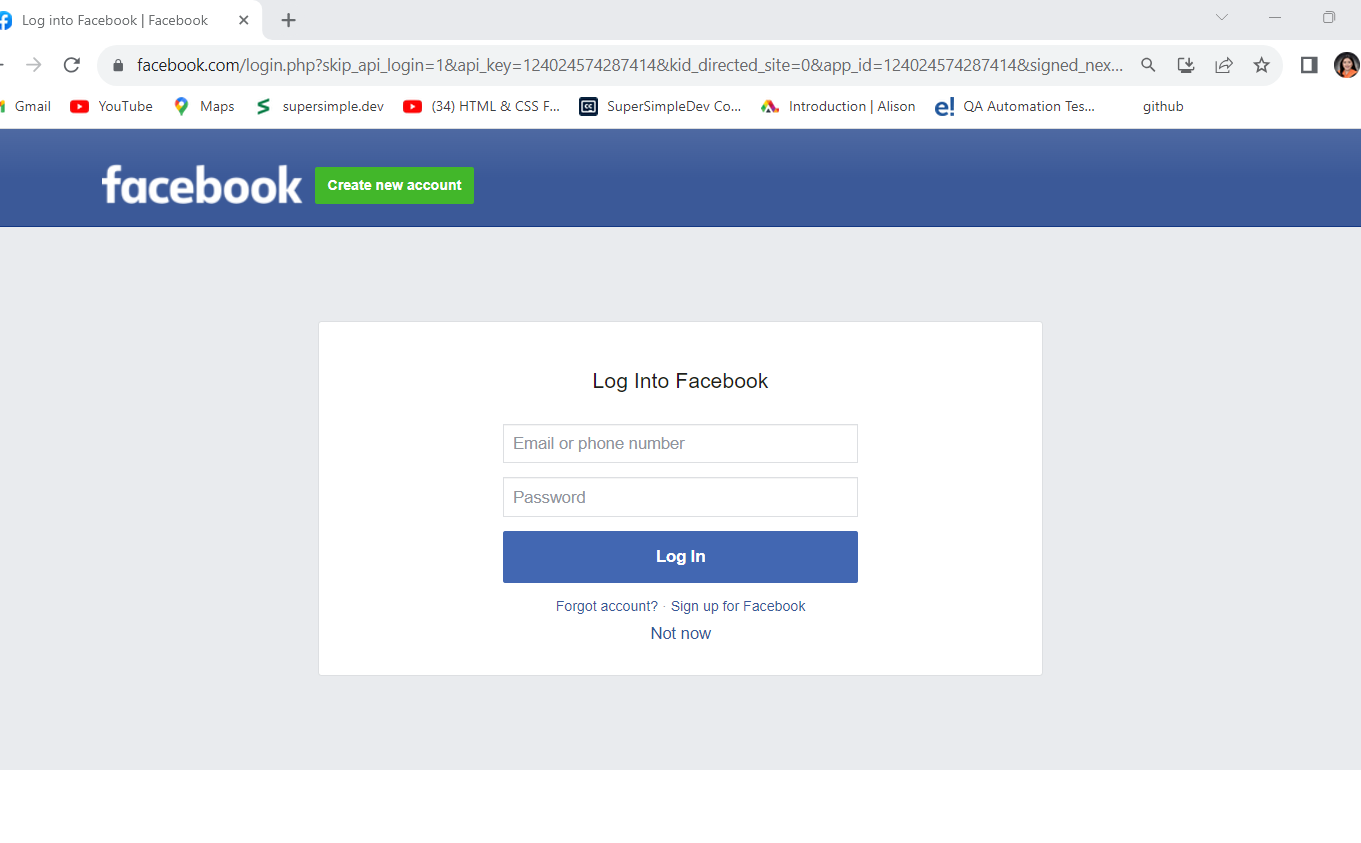 Log into Facebook | Facebook
facebook.com/login.php?skip_api_login=1&api_key=124024574287414&kid_directed_site=0&app_id=124024574287414&signed_nex...
Gmail YouTube Maps supersimple.dev (34) HTML & CSS F... CC SuperSimpleDev Co... Introduction | Alison e! QA Automation Tes... github
facebook Create new account
Log Into Facebook
Email or phone number
Password
Log In
Forgot account? · Sign up for Facebook
Not now